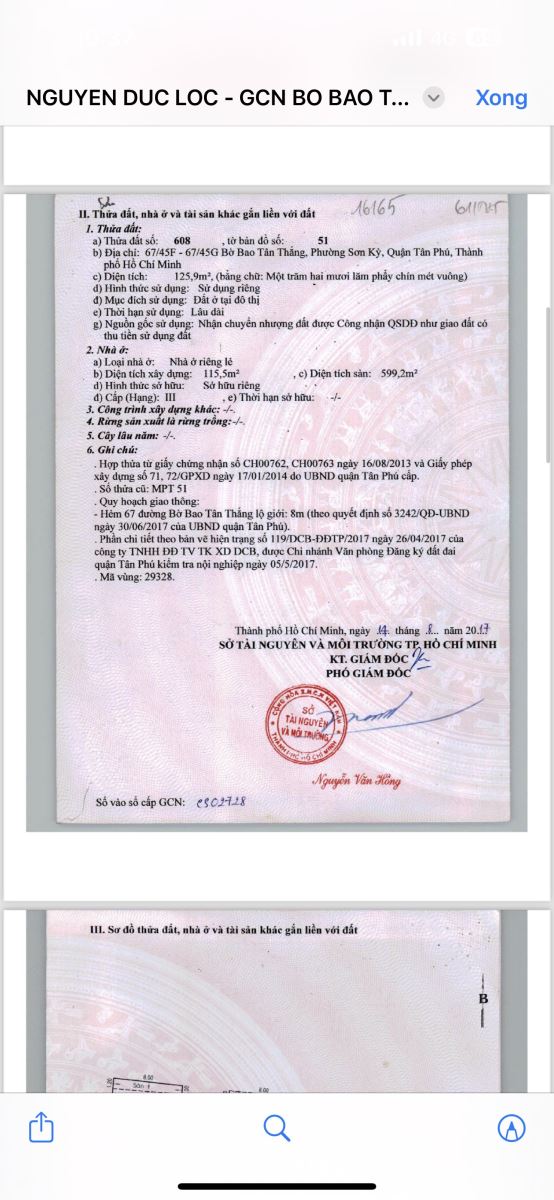 NGUYEN DUC LOC - GCN BO BAO T...
Xong
16165
II. Thửa đất, nhà ở và tài sản khác gắn liền với đất
1. Thửa đất:
a) Thửa đất số: 608 , tờ bản đồ số: 51
b) Địa chỉ: 67/45F - 67/45G Bờ Bao Tân Thắng, Phường Sơn Kỳ, Quận Tân Phú, Thành
phố Hồ Chí Minh
c) Diện tích: 125,9m², (bằng chữ: Một trăm hai mươi lăm phẩy chín mét vuông)
d) Hình thức sử dụng: Sử dụng riêng
đ) Mục đích sử dụng: Đất ở tại đô thị
e) Thời hạn sử dụng: Lâu dài
g) Nguồn gốc sử dụng: Nhận chuyển nhượng đất được Công nhận QSDĐ như giao đất có
thu tiền sử dụng đất
2. Nhà ở:
a) Loại nhà ở: Nhà ở riêng lẻ
b) Diện tích xây dựng: 115,5m² , c) Diện tích sàn: 599,2m²
d) Hình thức sở hữu: Sở hữu riêng
đ) Cấp (Hạng): III , e) Thời hạn sở hữu: -/-
3. Công trình xây dựng khác: -/-.
4. Rừng sản xuất là rừng trồng:-/-.
5. Cây lâu năm: -/-.
6. Ghi chú:
. Hợp thửa từ giấy chứng nhận số CH00762, CH00763 ngày 16/08/2013 và Giấy phép
xây dựng số 71, 72/GPXD ngày 17/01/2014 do UBND quận Tân Phú cấp.
. Số thửa cũ: MPT 51
. Quy hoạch giao thông:
- Hẻm 67 đường Bờ Bao Tân Thắng lộ giới: 8m (theo quyết định số 3242/QĐ-UBND
ngày 30/06/2017 của UBND quận Tân Phú).
. Phần chi tiết theo bản vẽ hiện trạng số 119/DCB-ĐĐTP/2017 ngày 26/04/2017 của
công ty TNHH ĐĐ TV TK XD DCB, được Chi nhánh Văn phòng Đăng ký đất đai
quận Tân Phú kiểm tra nội nghiệp ngày 05/5/2017.
. Mã vùng: 29328.
Thành phố Hồ Chí Minh, ngày 14 tháng 8 năm 2017
SỞ TÀI NGUYÊN VÀ MÔI TRƯỜNG TP. HỒ CHÍ MINH
KT. GIÁM ĐỐC
PHÓ GIÁM ĐỐC
CỘNG HÒA X.H.C.N VIỆT NAM
SỞ
TÀI NGUYÊN
VÀ MÔI TRƯỜNG
THÀNH PHỐ HỒ CHÍ MINH
Nguyễn Văn Hồng
Số vào sổ cấp GCN: CS02728
III. Sơ đồ thửa đất, nhà ở và tài sản khác gắn liền với đất
B
8.00
Sân
8.00